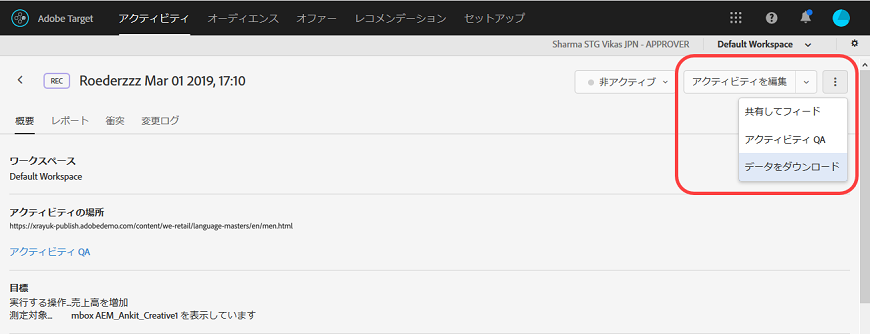 Adobe Target アクティビティ オーディエンス オファー レコメンデーション セットアップ
Sharma STG Vikas JPN - APPROVER Default Workspace
REC Roederzzz Mar 01 2019, 17:10 非アクティブ アクティビティを編集
共有してフィード
アクティビティ QA
データをダウンロード
概要 レポート 衝突 変更ログ
ワークスペース
Default Workspace
アクティビティの場所
https://xrayuk-publish.adobedemo.com/content/we-retail/language-masters/en/men.html
アクティビティ QA
目標
実行する操作... 売上高を増加
測定対象... mbox AEM_Ankit_Creative1 を表示しています